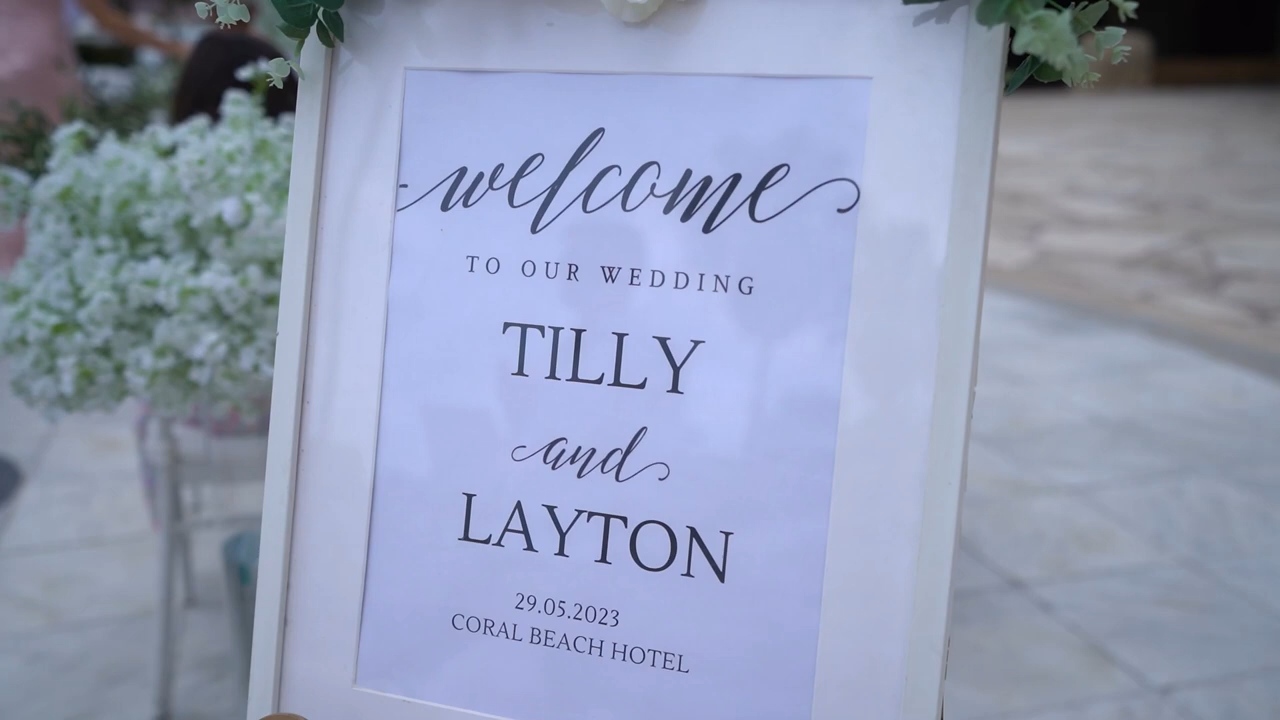 welcome
TO OUR WEDDING
TILLY
and
LAYTON
29.05.2023
CORAL BEACH HOTEL